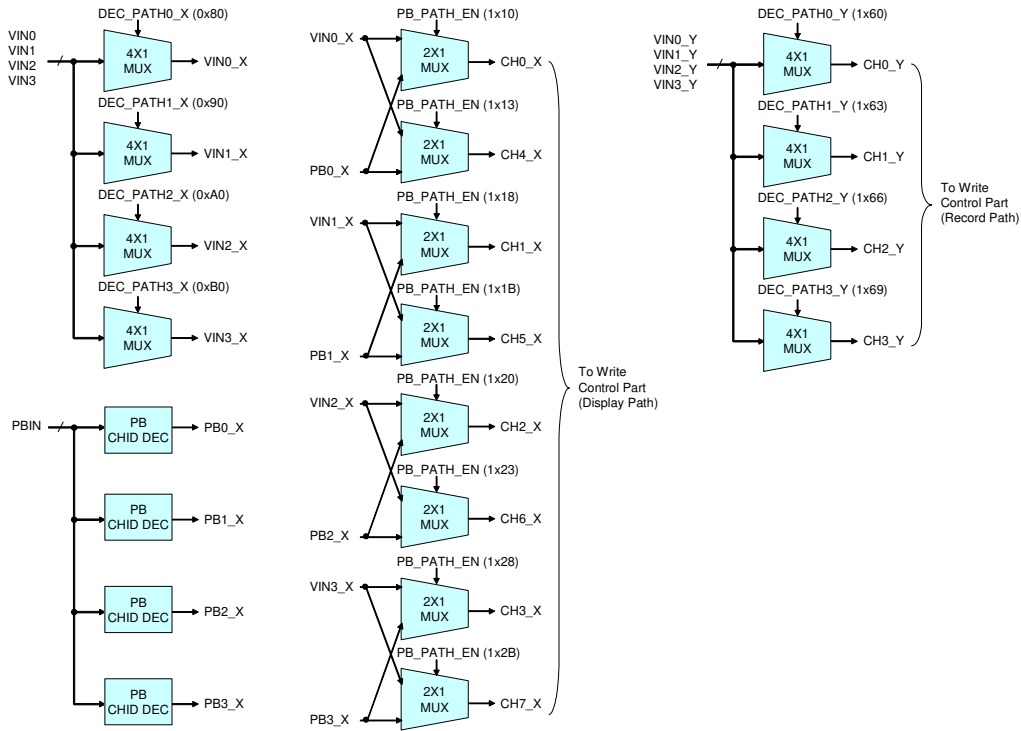 DEC_PATH0_X (0x80)
VIN0
VIN1
VIN2
VIN3
4X1
MUX
VIN0_X
DEC_PATH1_X (0x90)
4X1
MUX
VIN1_X
DEC_PATH2_X (0xA0)
4X1
MUX
VIN2_X
DEC_PATH3_X (0xB0)
4X1
MUX
VIN3_X
PBIN
PB
CHID DEC
PB0_X
PB
CHID DEC
PB1_X
PB
CHID DEC
PB2_X
PB
CHID DEC
PB3_X
PB_PATH_EN (1x10)
VIN0_X
2X1
MUX
CH0_X
PB_PATH_EN (1x13)
2X1
MUX
CH4_X
PB0_X
PB_PATH_EN (1x18)
VIN1_X
2X1
MUX
CH1_X
PB_PATH_EN (1x1B)
2X1
MUX
CH5_X
PB1_X
PB_PATH_EN (1x20)
VIN2_X
2X1
MUX
CH2_X
PB_PATH_EN (1x23)
2X1
MUX
CH6_X
PB2_X
PB_PATH_EN (1x28)
VIN3_X
2X1
MUX
CH3_X
PB_PATH_EN (1x2B)
2X1
MUX
CH7_X
PB3_X
To Write
Control Part
(Display Path)
DEC_PATH0_Y (1x60)
VIN0_Y
VIN1_Y
VIN2_Y
VIN3_Y
4X1
MUX
CH0_Y
DEC_PATH1_Y (1x63)
4X1
MUX
CH1_Y
DEC_PATH2_Y (1x66)
4X1
MUX
CH2_Y
DEC_PATH3_Y (1x69)
4X1
MUX
CH3_Y
To Write
Control Part
(Record Path)